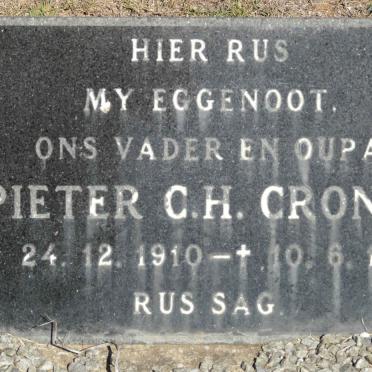 HIER RUS
MY EGGENOOT,
ONS VADER EN OUPA
PIETER C.H. CRON
24. 12. 1910-+ 10. 6.
RUS SAG.